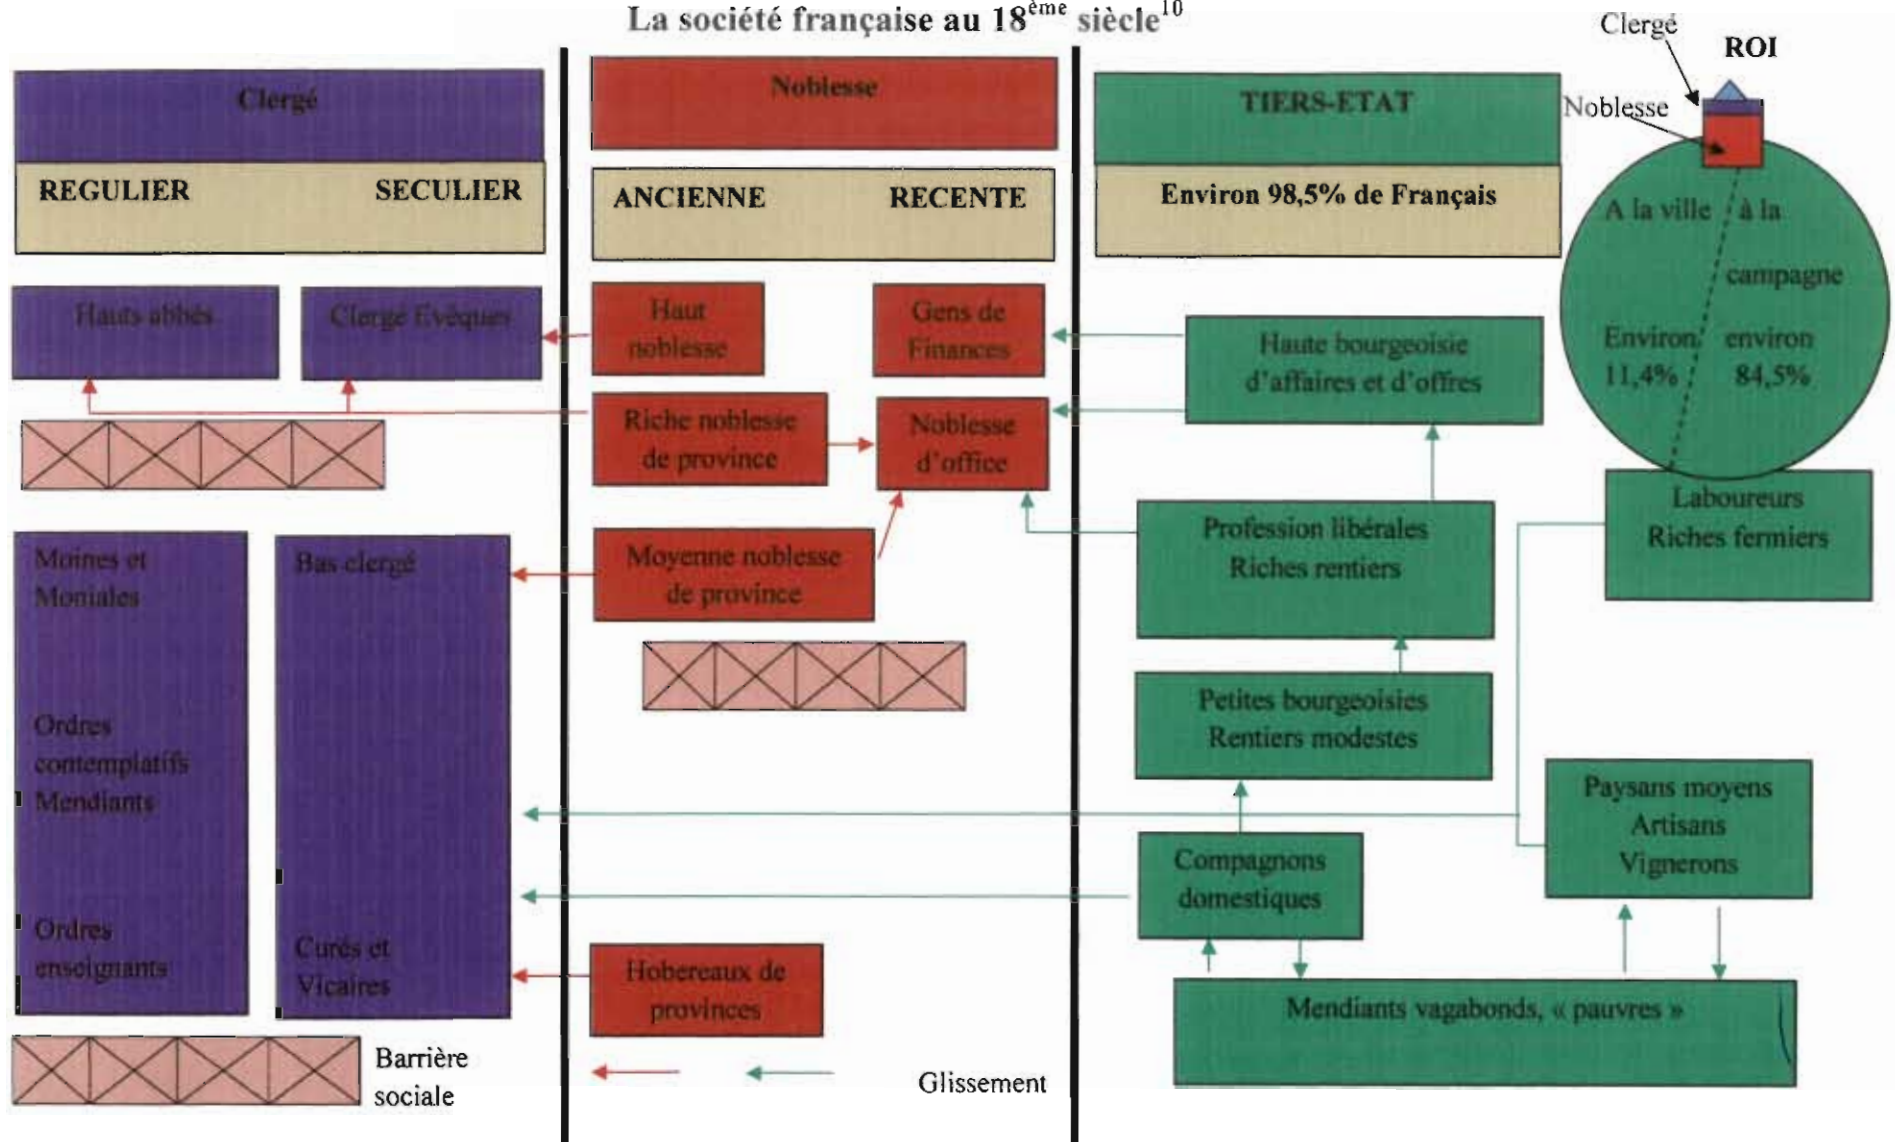 La société française au 18ème siècle10
Clergé
REGULIER SECULIER
Hauts abbés
Clergé Evêques
Moines et
Moniales
Ordres
contemplatifs
Mendiants
Ordres
enseignants
Bas clergé
Curés et
Vicaires
Barrière
sociale
Noblesse
ANCIENNE RECENTE
Haut
noblesse
Gens de
Finances
Riche noblesse
de province
Noblesse
d'office
Moyenne noblesse
de province
Hobereaux de
provinces
Glissement
TIERS-ETAT
Environ 98,5% de Français
Haute bourgeoisie
d'affaires et d'offres
Profession libérales
Riches rentiers
Petites bourgeoisies
Rentiers modestes
Compagnons
domestiques
Mendiants vagabonds, « pauvres »
Clergé
ROI
Noblesse
A la ville / à la
campagne
Environ environ
11,4% 84,5%
Laboureurs
Riches fermiers
Paysans moyens
Artisans
Vignerons